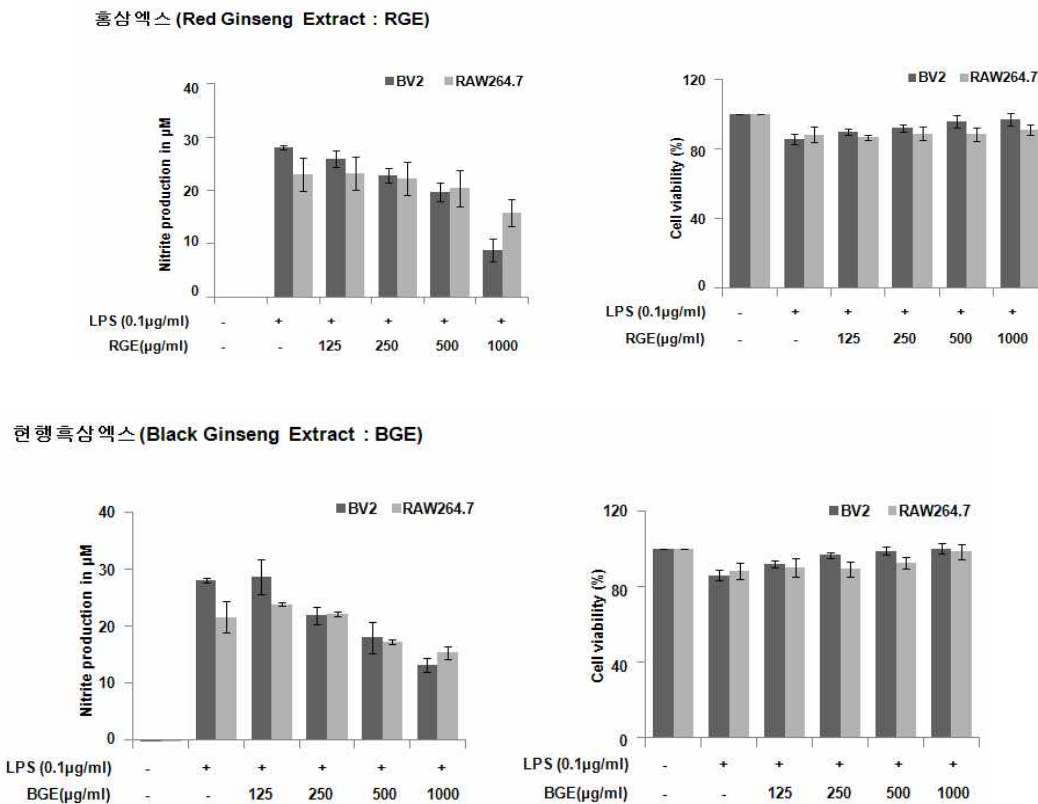 홍삼엑스 (Red Ginseng Extract : RGE)
BV2 RAW264.7
Nitrite production in µM
40
30
20
10
0
LPS (0.1µg/ml) - + + + + +
RGE(µg/ml) - - 125 250 500 1000
BV2 RAW264.7
Cell viability (%)
120
80
40
0
LPS (0.1µg/ml) - + + + + +
RGE(µg/ml) - - 125 250 500 1000
현행흑삼엑스 (Black Ginseng Extract : BGE)
BV2 RAW264.7
Nitrite production in µM
40
30
20
10
0
LPS (0.1µg/ml) - + + + + +
BGE(µg/ml) - - 125 250 500 1000
BV2 RAW264.7
Cell viability (%)
120
80
40
0
LPS (0.1µg/ml) - + + + + +
BGE(µg/ml) - - 125 250 500 1000